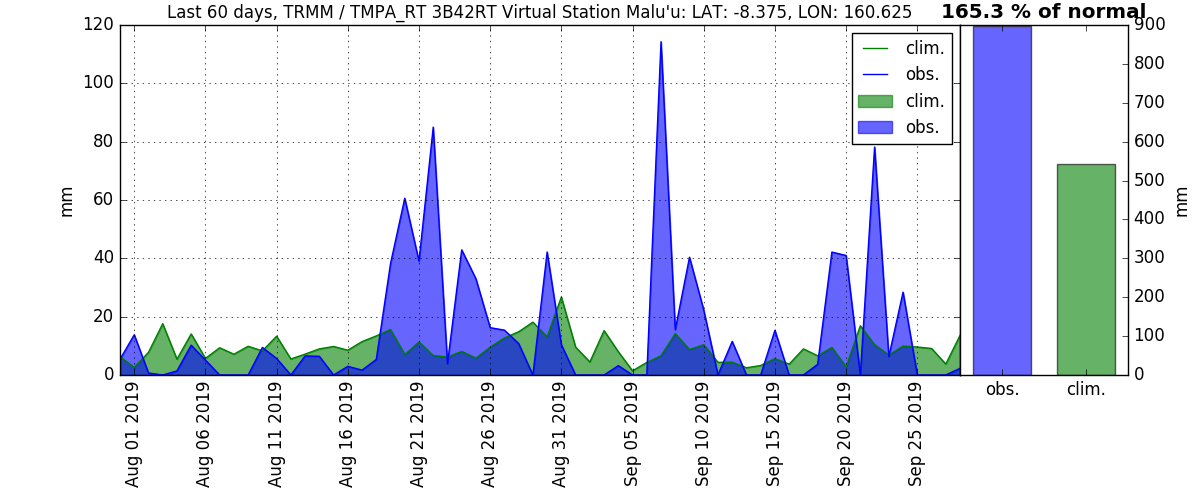 Last 60 days, TRMM / TMPA_RT 3B42RT Virtual Station Malu'u: LAT: -8.375, LON: 160.625
165.3 % of normal
120
100
80
60
40
20
0
mm
clim.
obs.
clim.
obs.
900
800
700
600
500
400
300
200
100
0
mm
obs.
clim.
Aug 01 2019
Aug 06 2019
Aug 11 2019
Aug 16 2019
Aug 21 2019
Aug 26 2019
Aug 31 2019
Sep 05 2019
Sep 10 2019
Sep 15 2019
Sep 20 2019
Sep 25 2019